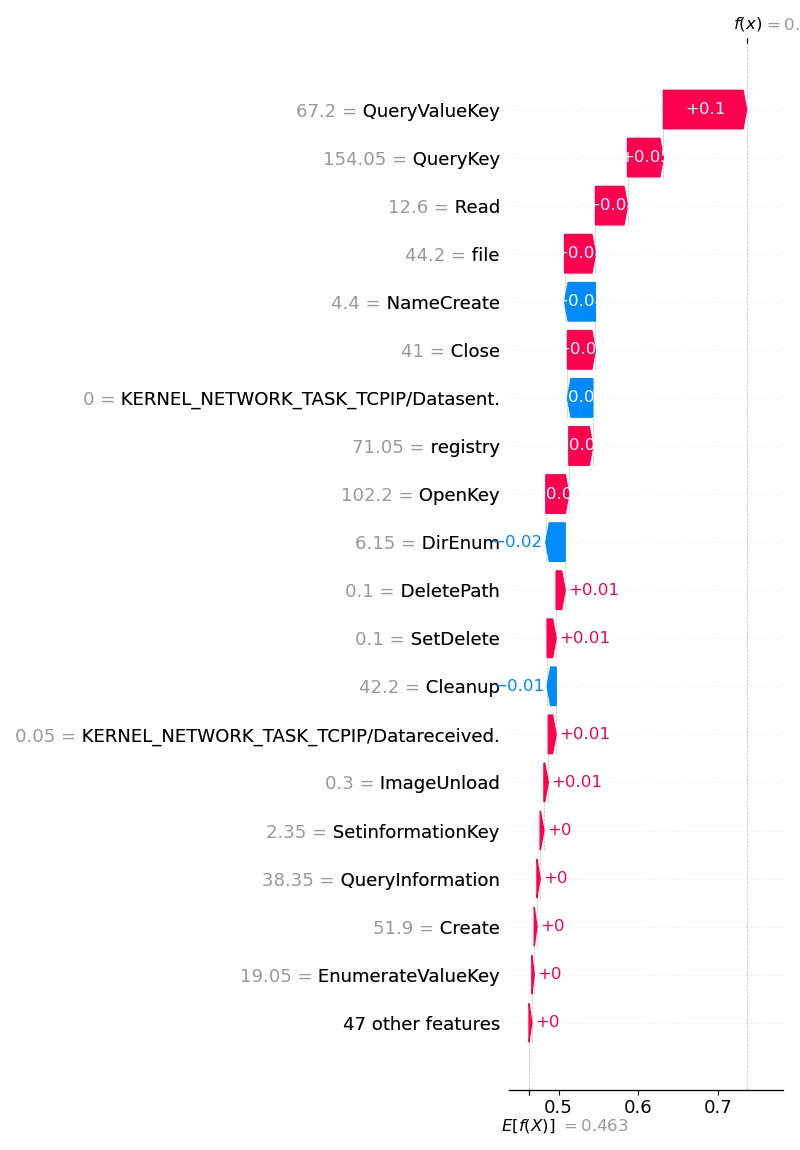 f(x) = 0.
67.2 = QueryValueKey +0.1
154.05 = QueryKey +0.05
12.6 = Read
44.2 = file
4.4 = NameCreate
41 = Close
0 = KERNEL_NETWORK_TASK_TCPIP/Datasent.
71.05 = registry
102.2 = OpenKey
6.15 = DirEnum −0.02
0.1 = DeletePath +0.01
0.1 = SetDelete +0.01
42.2 = Cleanup −0.01
0.05 = KERNEL_NETWORK_TASK_TCPIP/Datareceived. +0.01
0.3 = ImageUnload +0.01
2.35 = SetinformationKey +0
38.35 = QueryInformation +0
51.9 = Create +0
19.05 = EnumerateValueKey +0
47 other features +0
0.5 0.6 0.7
E[f(X)] = 0.463